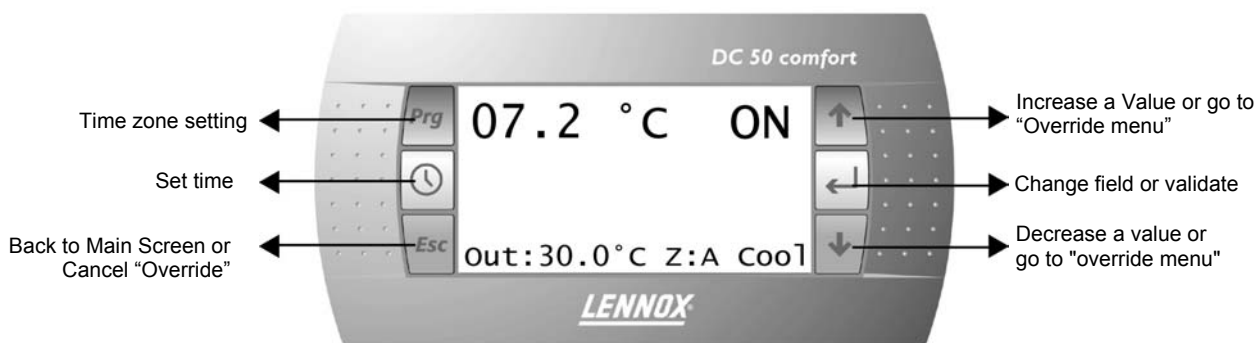 DC 50 comfort
Time zone setting
Prg
07.2 °C ON
Increase a Value or go to
“Override menu”
Set time
Change field or validate
Back to Main Screen or
Cancel “Override”
Esc
Out:30.0°C Z:A Cool
Decrease a value or
go to "override menu"
LENNOX